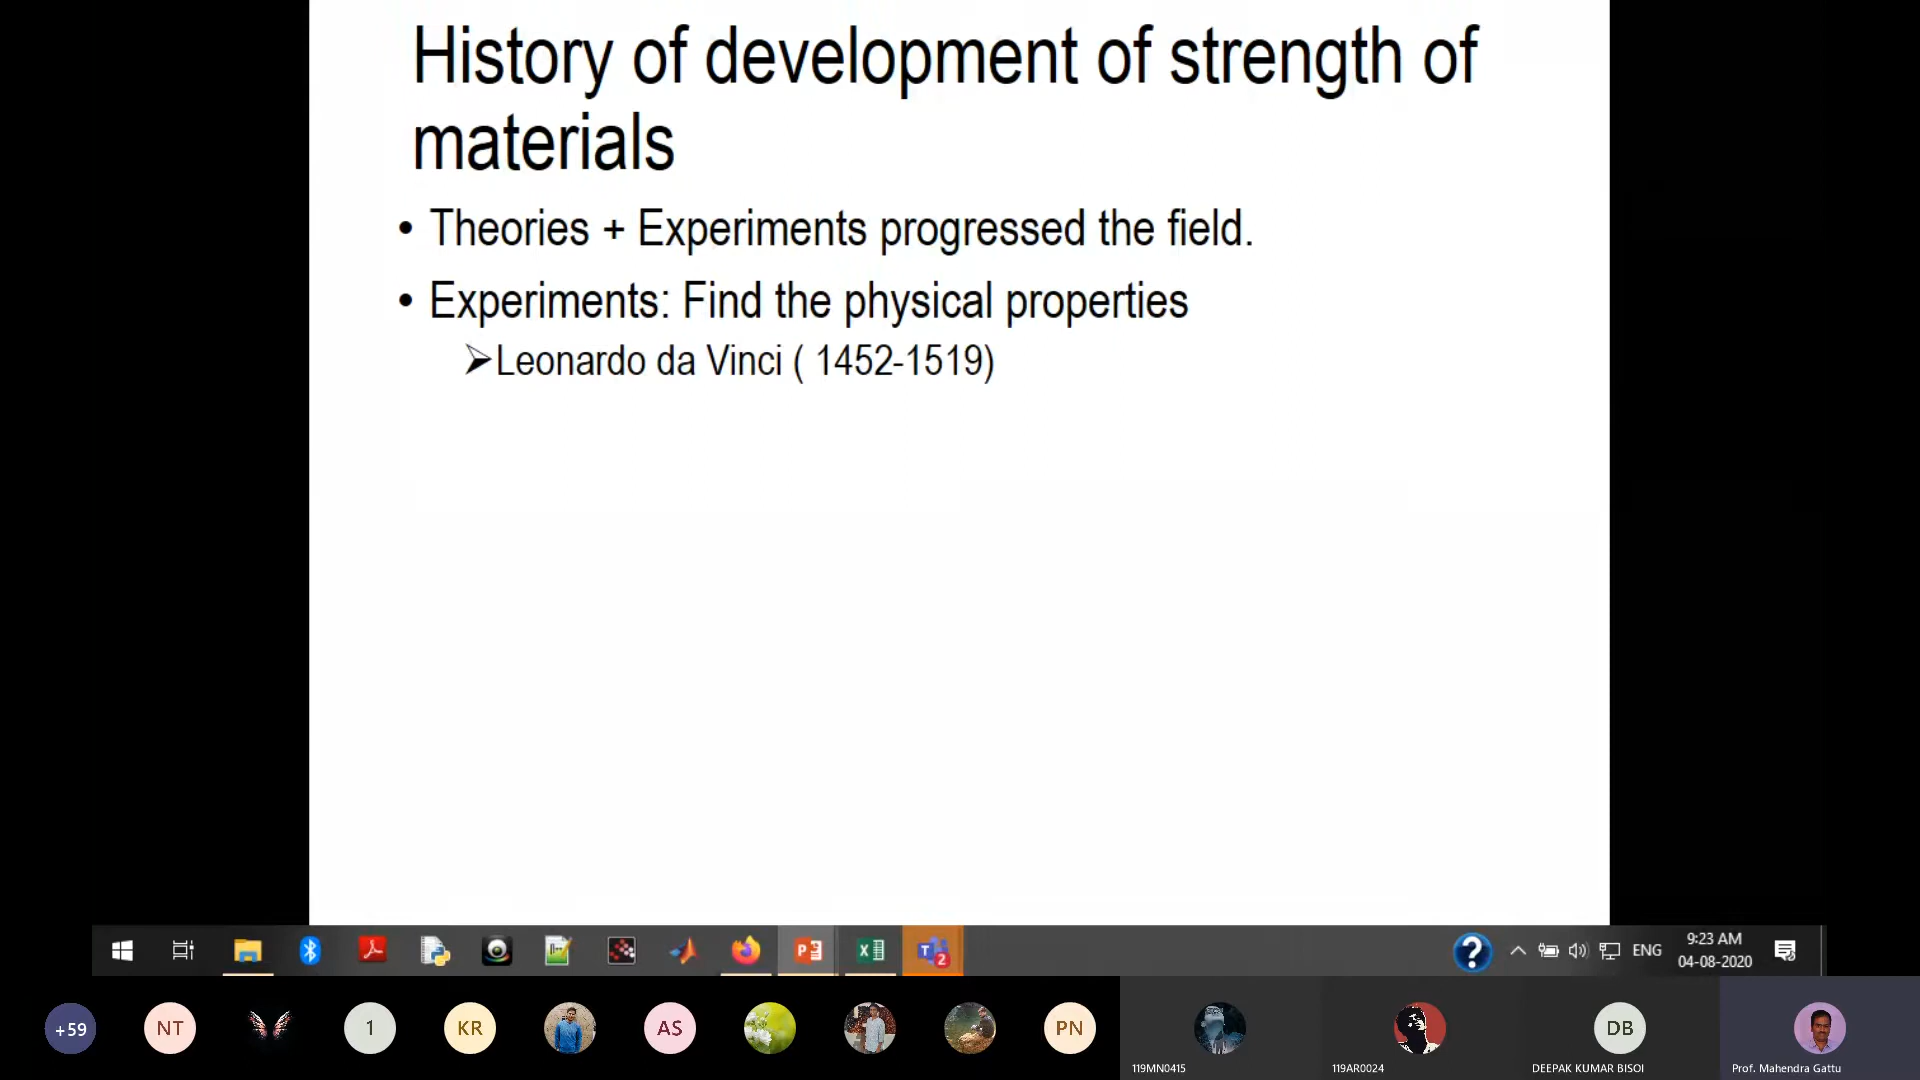 History of development of strength of
materials
• Theories + Experiments progressed the field.
• Experiments: Find the physical properties
➢Leonardo da Vinci ( 1452-1519)
ENG
9:23 AM
04-08-2020
2
+59
NT
1
KR
AS
PN
119MN0415
119AR0024
DB
DEEPAK KUMAR BISOI
Prof. Mahendra Gattu